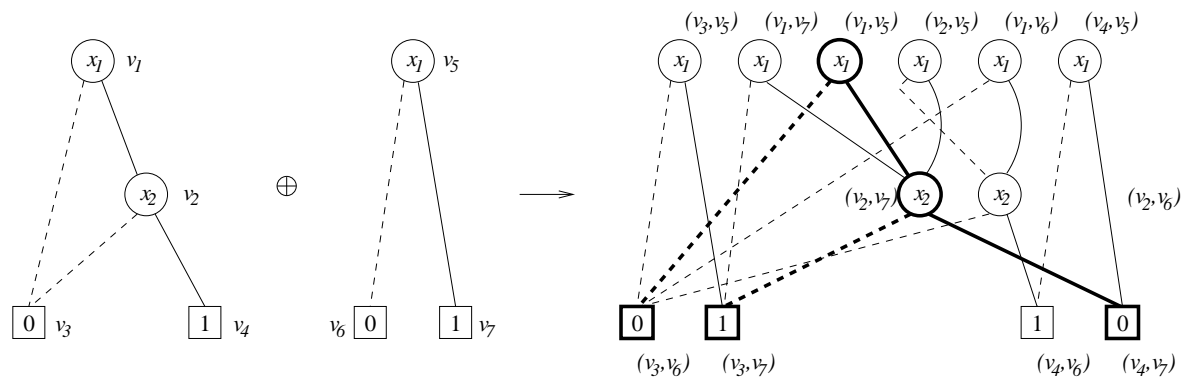 (v3,v5) (v1,v7) (v1,v5) (v2,v5) (v1,v6) (v4,v5)
x1 v1 x1 v5 x1 x1 x1 x1 x1 x1
x2 v2 ⊕ (v2,v7) x2 x2 (v2,v6)
0 v3 1 v4 v6 0 1 v7 0 1 1 0
(v3,v6) (v3,v7) (v4,v6) (v4,v7)